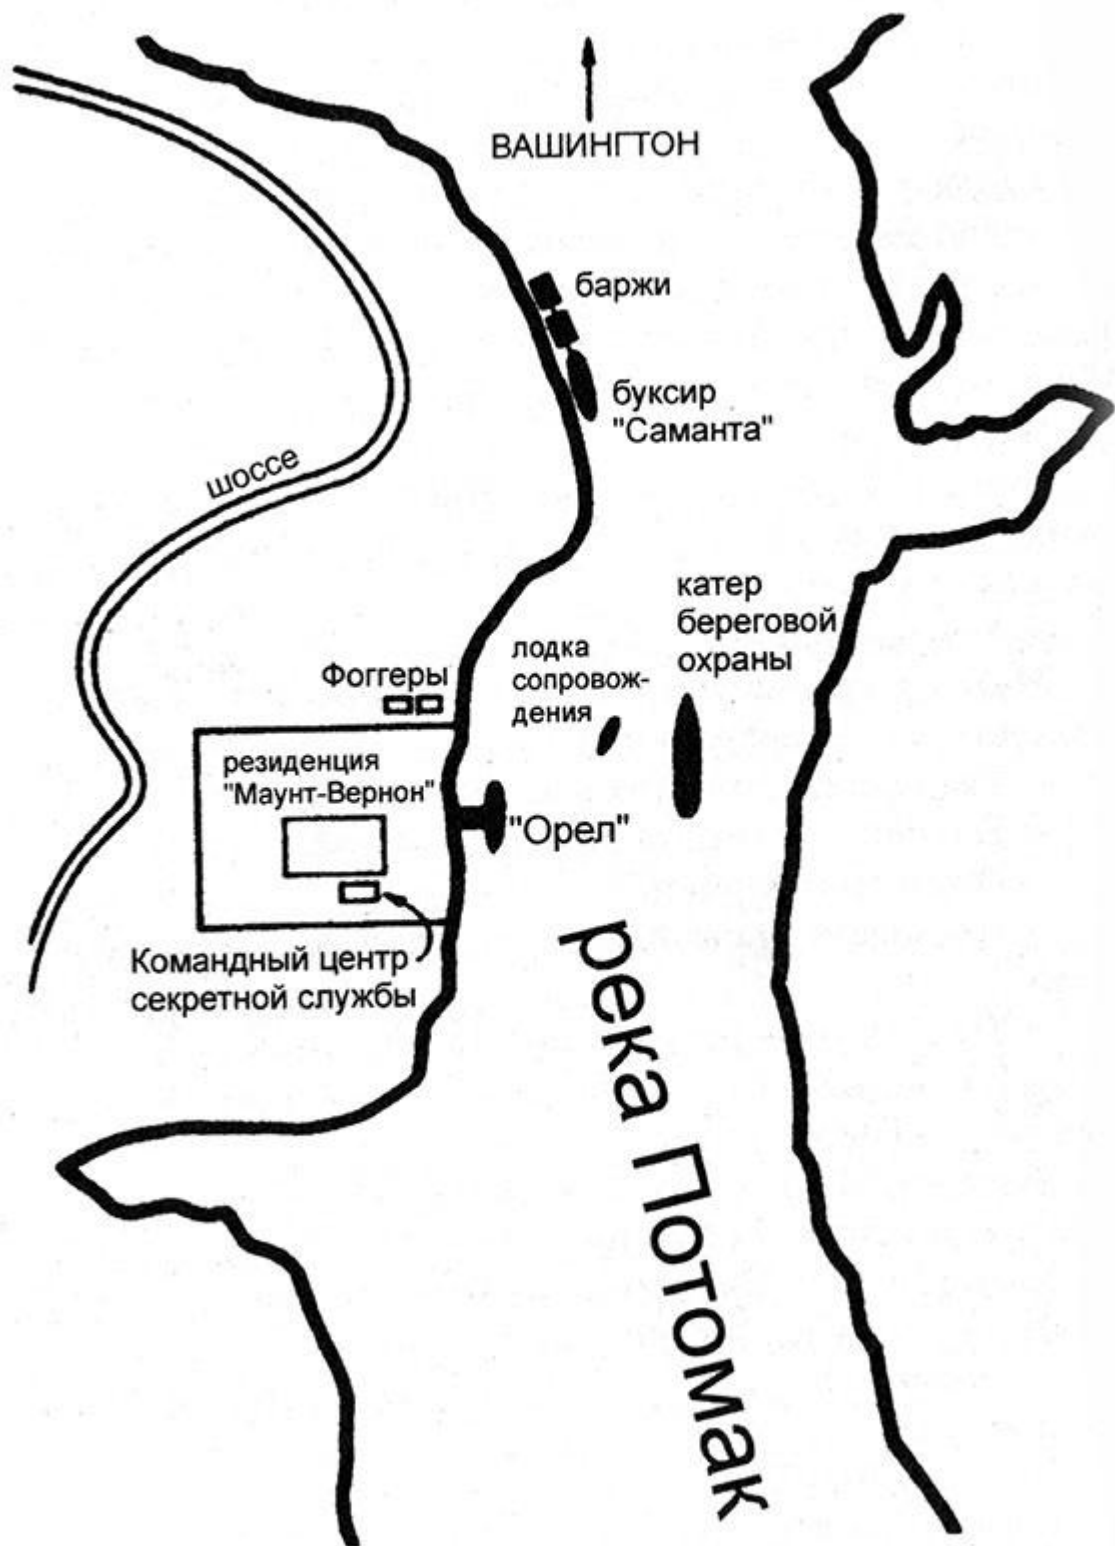 ВАШИНГТОН
баржи
буксир
"Саманта"
шоссе
катер
береговой
охраны
лодка
сопровож-
дения
Фоггеры
резиденция
"Маунт-Вернон"
"Орел"
Командный центр
секретной службы
река Потомак